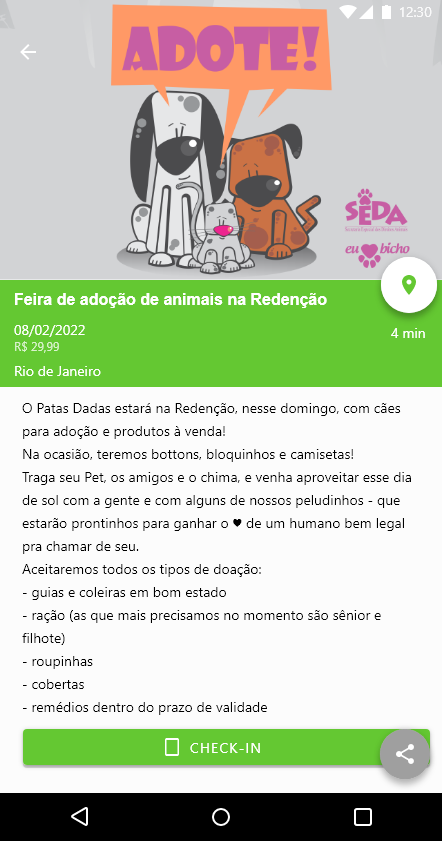 12:30
ADOTE!
SEDA
eu bicho
Feira de adoção de animais na Redenção
08/02/2022
4 min
R$ 29,99
Rio de Janeiro
O Patas Dadas estará na Redenção, nesse domingo, com cães
para adoção e produtos à venda!
Na ocasião, teremos bottons, bloquinhos e camisetas!
Traga seu Pet, os amigos e o chima, e venha aproveitar esse dia
de sol com a gente e com alguns de nossos peludinhos - que
estarão prontinhos para ganhar o ♥ de um humano bem legal
pra chamar de seu.
Aceitaremos todos os tipos de doação:
- guias e coleiras em bom estado
- ração (as que mais precisamos no momento são sênior e
filhote)
- roupinhas
- cobertas
- remédios dentro do prazo de validade
CHECK-IN